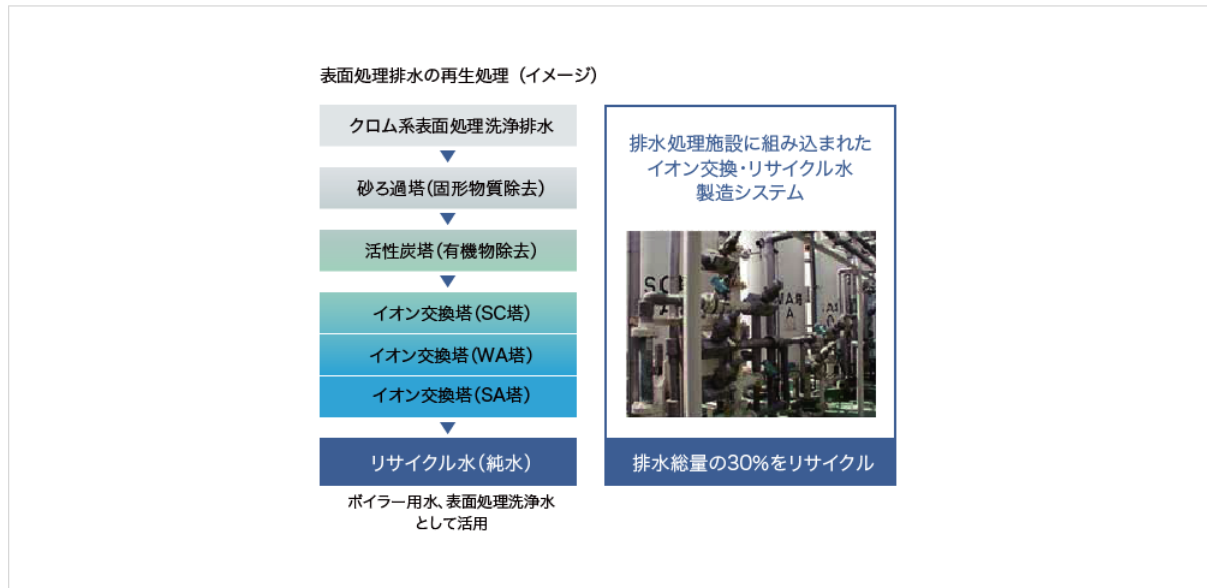 表面処理排水の再生処理（イメージ）
クロム系表面処理洗浄排水
砂ろ過塔（固形物質除去）
活性炭塔（有機物除去）
イオン交換塔（SC塔）
イオン交換塔（WA塔）
イオン交換塔（SA塔）
リサイクル水（純水）
ボイラー用水、表面処理洗浄水
として活用
排水処理施設に組み込まれた
イオン交換・リサイクル水
製造システム
WA塔
A
排水総量の30%をリサイクル